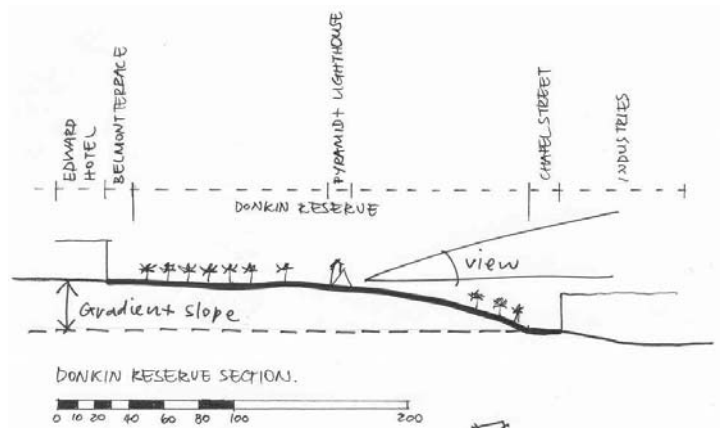 EDWARD
HOTEL
BELMONT TERRACE
PYRAMID + LIGHTHOUSE
CHAPEL STREET
INDUSTRIES
DONKIN RESERVE
view
Gradient slope
DONKIN RESERVE SECTION.
0 10 20 40 60 80 100 200